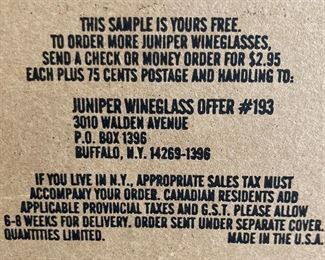 THIS SAMPLE IS YOURS FREE.
TO ORDER MORE JUNIPER WINEGLASSES,
SEND A CHECK OR MONEY ORDER FOR $2.95
EACH PLUS 75 CENTS POSTAGE AND HANDLING TO:
JUNIPER WINEGLASS OFFER #193
3010 WALDEN AVENUE
P.O. BOX 1396
BUFFALO, N.Y. 14269-1396
IF YOU LIVE IN N.Y., APPROPRIATE SALES TAX MUST
ACCOMPANY YOUR ORDER. CANADIAN RESIDENTS ADD
APPLICABLE PROVINCIAL TAXES AND G.S.T. PLEASE ALLOW
6-8 WEEKS FOR DELIVERY. ORDER SENT UNDER SEPARATE COVER.
QUANTITIES LIMITED. MADE IN THE U.S.A.